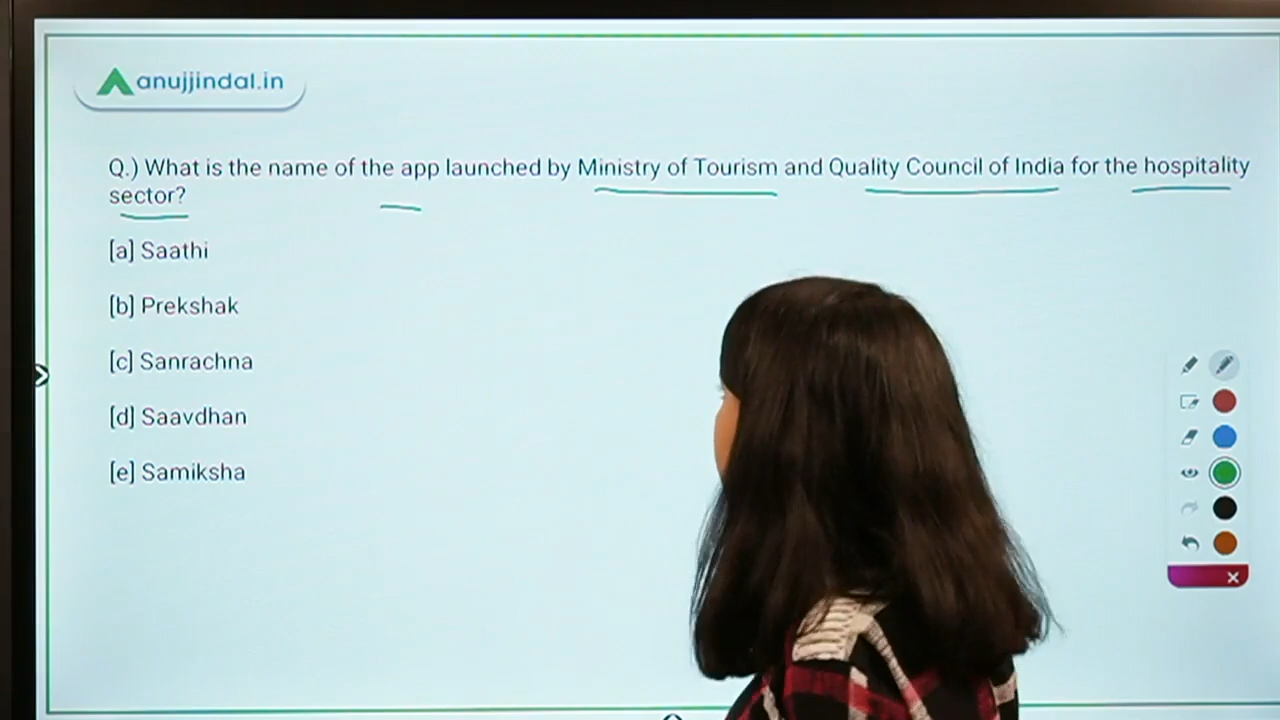 anujjindal.in
Q.) What is the name of the app launched by Ministry of Tourism and Quality Council of India for the hospitality
sector?
[a] Saathi
[b] Prekshak
[c] Sanrachna
[d] Saavdhan
[e] Samiksha